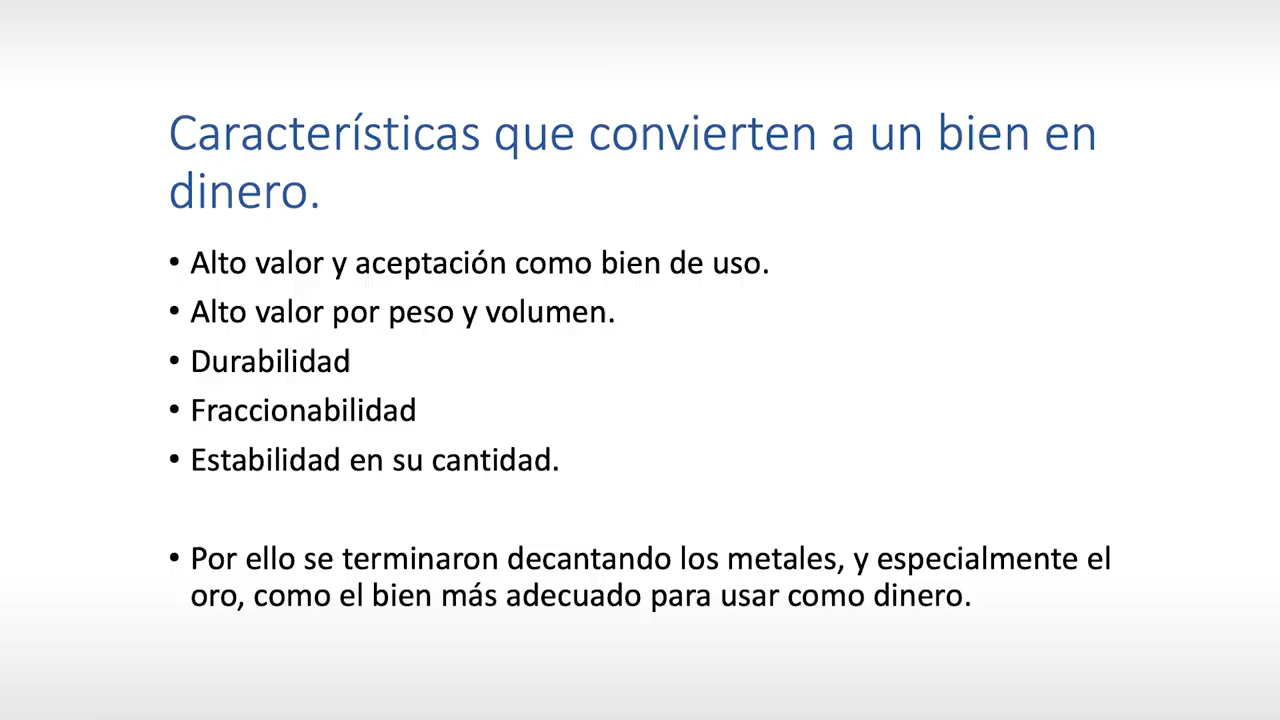 Características que convierten a un bien en
dinero.
• Alto valor y aceptación como bien de uso.
• Alto valor por peso y volumen.
• Durabilidad
• Fraccionabilidad
• Estabilidad en su cantidad.
• Por ello se terminaron decantando los metales, y especialmente el
oro, como el bien más adecuado para usar como dinero.